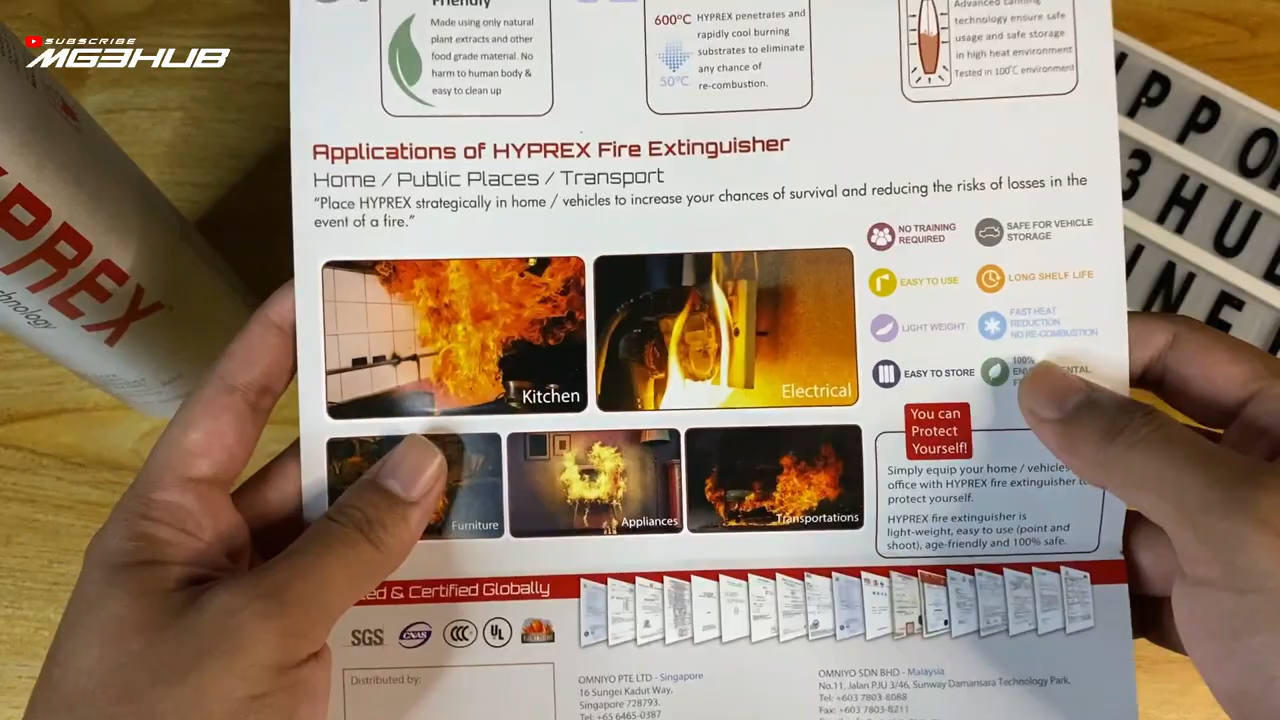 SUBSCRIBE
MG3HUB
Friendly
Made using only natural
plant extracts and other
food grade material. No
harm to human body &
easy to clean up
600°C
50°C
HYPREX penetrates and
rapidly cool burning
substrates to eliminate
any chance of
re-combustion.
Advanced canning
technology ensure safe
usage and safe storage
in high heat environment
Tested in 100°C environment
Applications of HYPREX Fire Extinguisher
Home / Public Places / Transport
"Place HYPREX strategically in home / vehicles to increase your chances of survival and reducing the risks of losses in the
event of a fire."
Kitchen
Electrical
Furniture
Appliances
Transportations
NO TRAINING
REQUIRED
SAFE FOR VEHICLE
STORAGE
EASY TO USE
LONG SHELF LIFE
LIGHT WEIGHT
FAST HEAT
REDUCTION
NO RE-COMBUSTION
EASY TO STORE
100%
You can
Protect
Yourself!
Simply equip your home / vehicles
office with HYPREX fire extinguisher to
protect yourself.
HYPREX fire extinguisher is
light-weight, easy to use (point and
shoot), age-friendly and 100% safe.
& Certified Globally
SGS
CNAS
CCC
UL
Distributed by:
OMNIYO PTE LTD - Singapore
16 Sungei Kadut Way,
Singapore 728793.
Tel: +65 6465-0387
OMNIYO SDN BHD - Malaysia
No.11, Jalan PJU 3/46, Sunway Damansara Technology Park,
Tel: +603 7803-8088
Fax: +603 7803-8211
PREX
hnology
PPO
3HU
INE